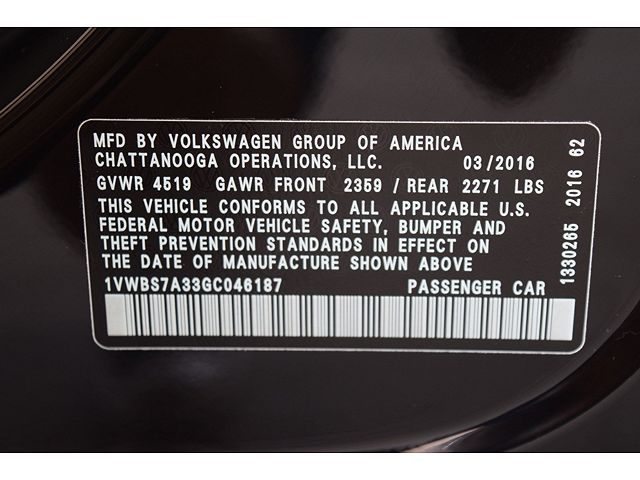 MFD BY VOLKSWAGEN GROUP OF AMERICA
CHATTANOOGA OPERATIONS, LLC. 03/2016
GVWR 4519 GAWR FRONT 2359 / REAR 2271 LBS
THIS VEHICLE CONFORMS TO ALL APPLICABLE U.S.
FEDERAL MOTOR VEHICLE SAFETY, BUMPER AND
THEFT PREVENTION STANDARDS IN EFFECT ON
THE DATE OF MANUFACTURE SHOWN ABOVE
1VWBS7A33GC046187 PASSENGER CAR
1330265 2016 62